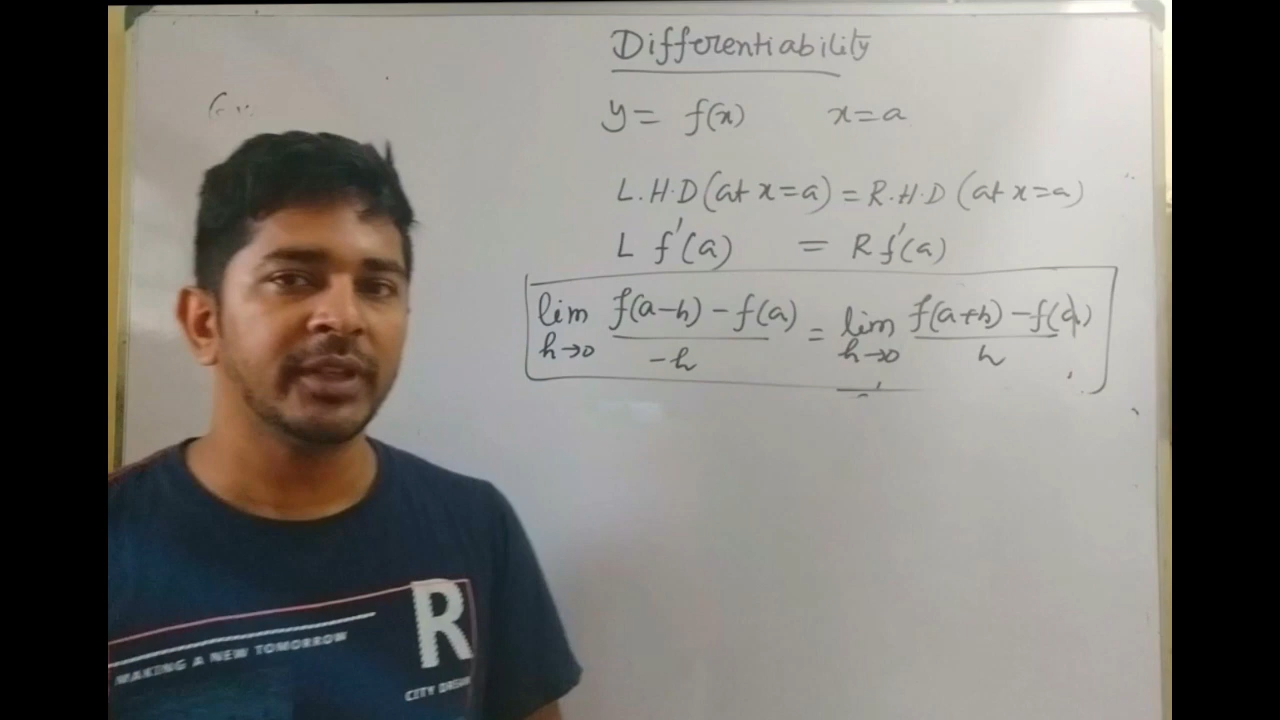 Differentiability
y = f(x) x = a
L.H.D (at x = a) = R.H.D (at x = a)
L f'(a) = R f'(a)
lim h→0 f(a-h) - f(a) / -h = lim h→0 f(a+h) - f(a) / h
MAKING A NEW TOMORROW
R
CITY